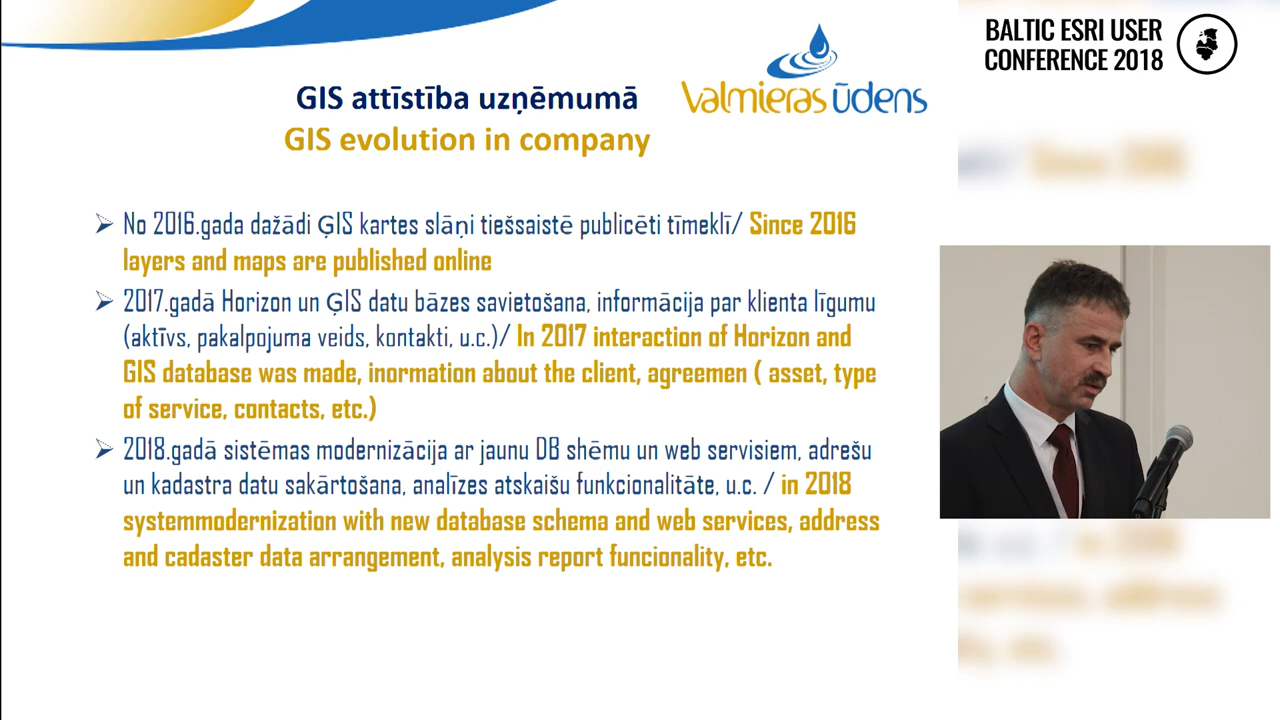 BALTIC ESRI USER
CONFERENCE 2018
Valmieras ūdens
GIS attīstība uzņēmumā
GIS evolution in company
No 2016.gada dažādi ĢIS kartes slāņi tiešsaistē publicēti tīmeklī/ Since 2016
layers and maps are published online
2017.gadā Horizon un ĢIS datu bāzes savietošana, informācija par klienta līgumu
(aktīvs, pakalpojuma veids, kontakti, u.c.)/ In 2017 interaction of Horizon and
GIS database was made, inormation about the client, agreemen ( asset, type
of service, contacts, etc.)
2018.gadā sistēmas modernizācija ar jaunu DB shēmu un web servisiem, adrešu
un kadastra datu sakārtošana, analīzes atskaišu funkcionalitāte, u.c. / in 2018
systemmodernization with new database schema and web services, address
and cadaster data arrangement, analysis report funcionality, etc.